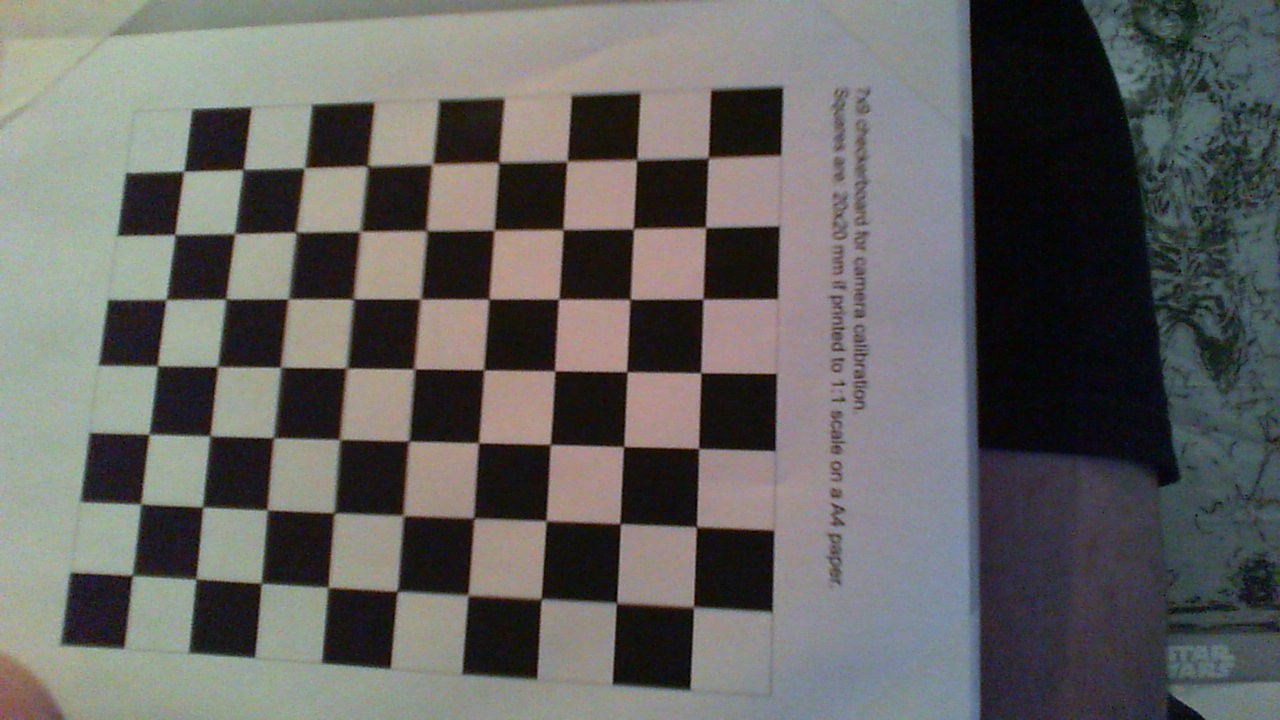 7x9 checkerboard for camera calibration.
Squares are 20x20 mm if printed to 1:1 scale on a A4 paper.
STAR
WARS